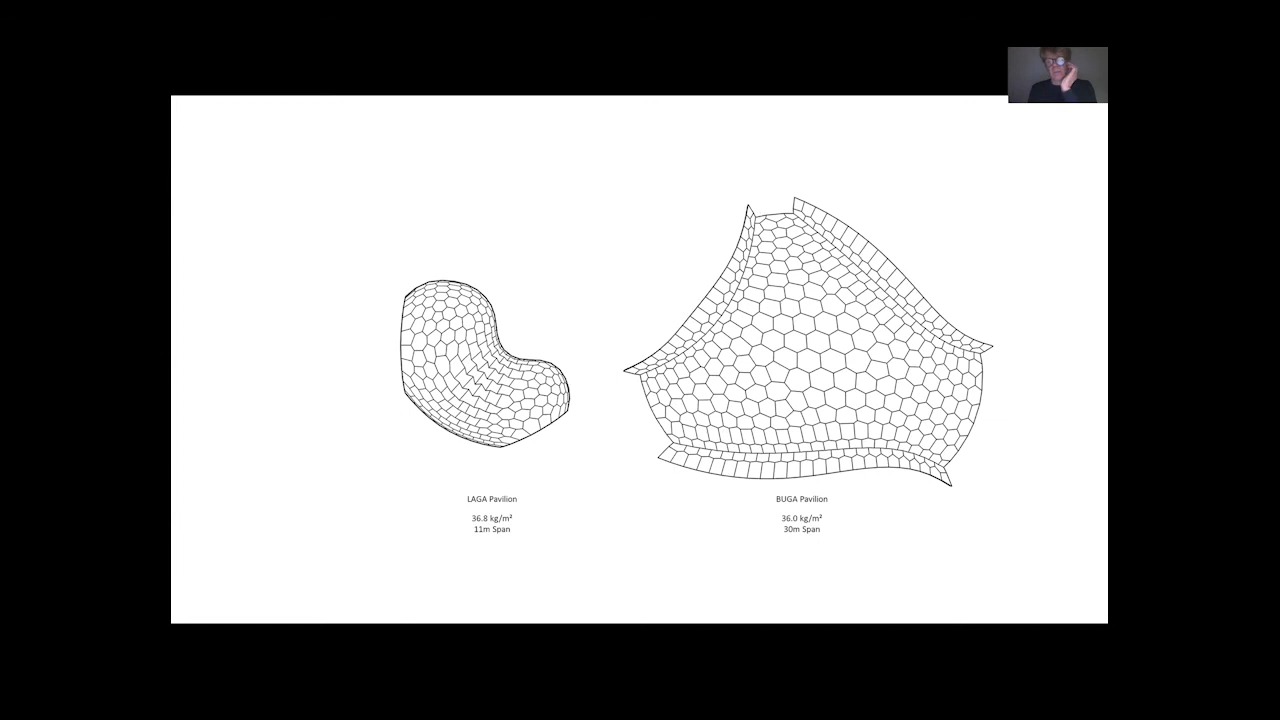 LAGA Pavilion
36.8 kg/m²
11m Span
BUGA Pavilion
36.0 kg/m²
30m Span